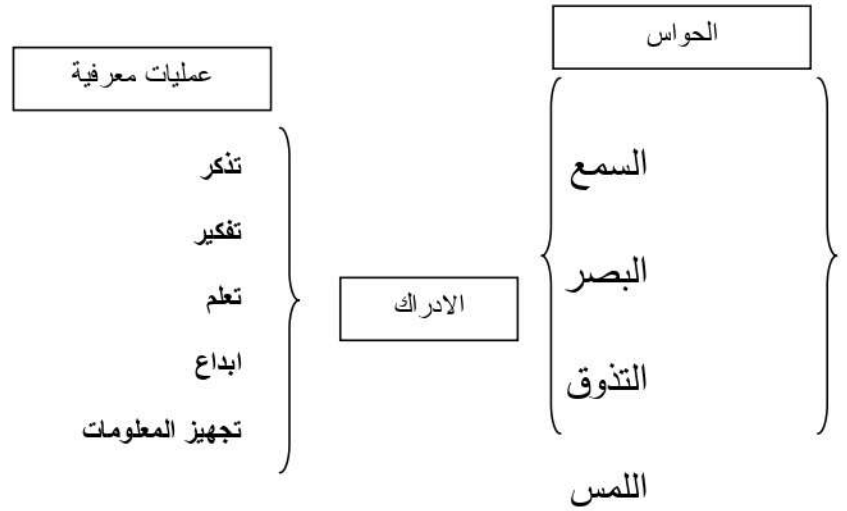 الحواس
السمع
البصر
التذوق
اللمس
الادراك
عمليات معرفية
تذكر
تفكير
تعلم
ابداع
تجهيز المعلومات